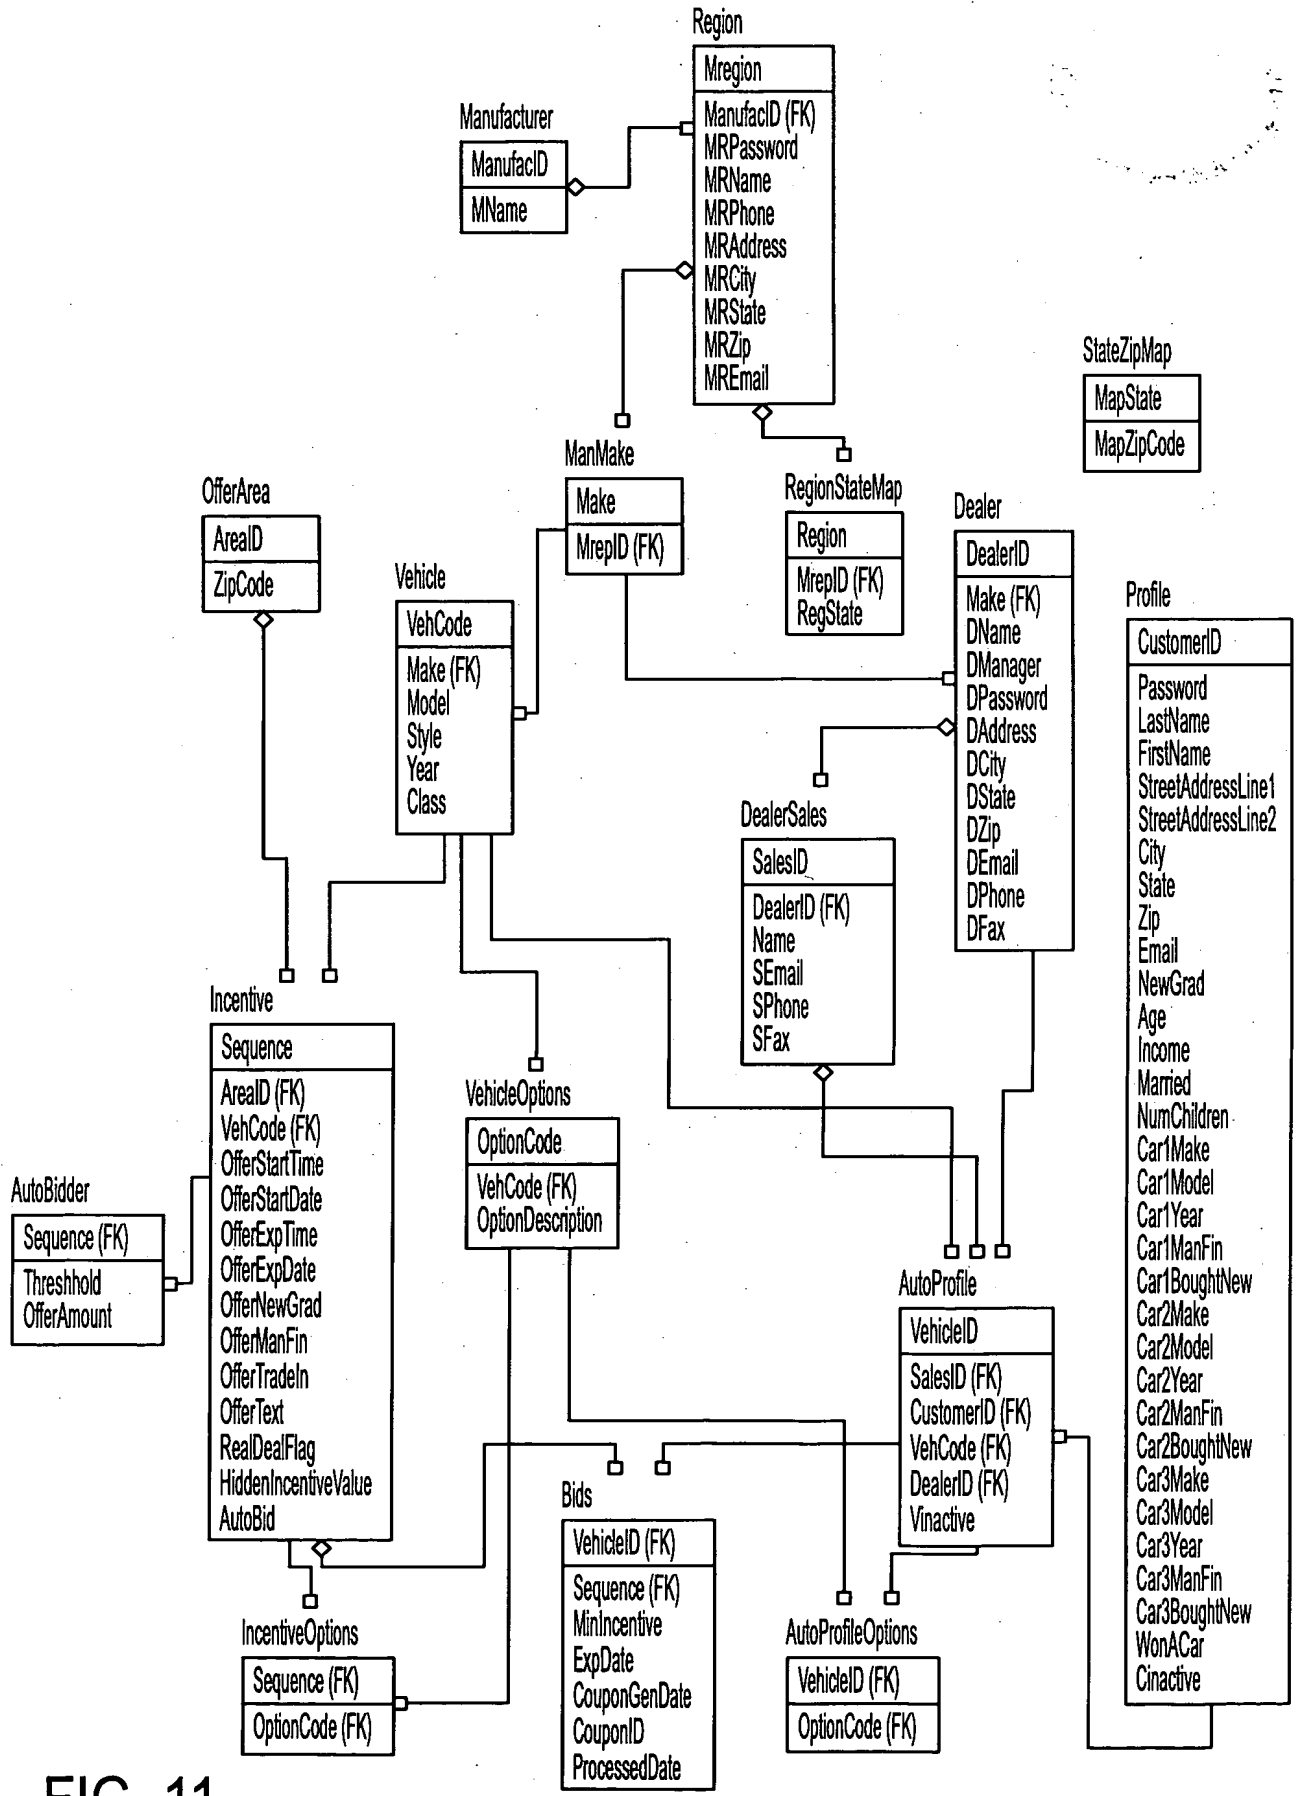 Region
Mregion
ManufacID (FK)
MRPassword
MRName
MRPhone
MRAddress
MRCity
MRState
MRZip
MREmail
Manufacturer
ManufacID
MName
StateZipMap
MapState
MapZipCode
ManMake
Make
MrepID (FK)
RegionStateMap
Region
MrepID (FK)
RegState
OfferArea
AreaID
ZipCode
Vehicle
VehCode
Make (FK)
Model
Style
Year
Class
Dealer
DealerID
Make (FK)
DName
DManager
DPassword
DAddress
DCity
DState
DZip
DEmail
DPhone
DFax
Profile
CustomerID
Password
LastName
FirstName
StreetAddressLine1
StreetAddressLine2
City
State
Zip
Email
NewGrad
Age
Income
Married
NumChildren
Car1Make
Car1Model
Car1Year
Car1ManFin
Car1BoughtNew
Car2Make
Car2Model
Car2Year
Car2ManFin
Car2BoughtNew
Car3Make
Car3Model
Car3Year
Car3ManFin
Car3BoughtNew
WonACar
Cinactive
DealerSales
SalesID
DealerID (FK)
Name
SEmail
SPhone
SFax
Incentive
Sequence
AreaID (FK)
VehCode (FK)
OfferStartTime
OfferStartDate
OfferExpTime
OfferExpDate
OfferNewGrad
OfferManFin
OfferTradeIn
OfferText
RealDealFlag
HiddenIncentiveValue
AutoBid
VehicleOptions
OptionCode
VehCode (FK)
OptionDescription
AutoBidder
Sequence (FK)
Threshhold
OfferAmount
AutoProfile
VehicleID
SalesID (FK)
CustomerID (FK)
VehCode (FK)
DealerID (FK)
Vinactive
Bids
VehicleID (FK)
Sequence (FK)
MinIncentive
ExpDate
CouponGenDate
CouponID
ProcessedDate
IncentiveOptions
Sequence (FK)
OptionCode (FK)
AutoProfileOptions
VehicleID (FK)
OptionCode (FK)
FIG. 11